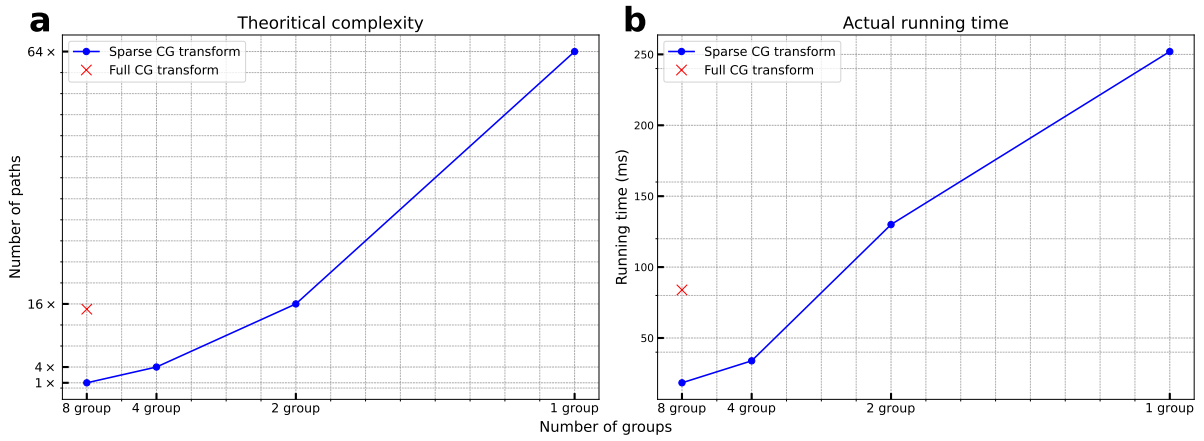 a
Theoritical complexity
Sparse CG transform
Full CG transform
Number of paths
64 ×
16 ×
4 ×
1 ×
8 group
4 group
2 group
1 group
b
Actual running time
Sparse CG transform
Full CG transform
Running time (ms)
250
200
150
100
50
8 group
4 group
2 group
1 group
Number of groups